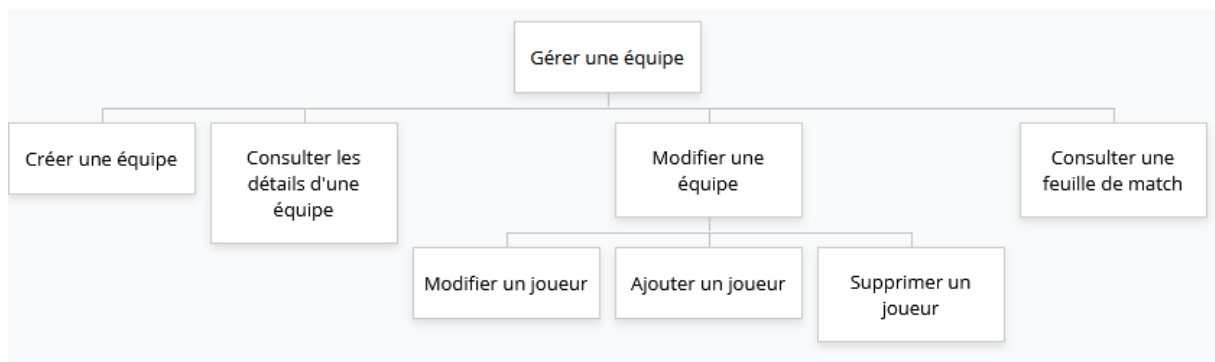 Gérer une équipe
Créer une équipe
Consulter les
détails d'une
équipe
Modifier une
équipe
Consulter une
feuille de match
Modifier un joueur
Ajouter un joueur
Supprimer un
joueur